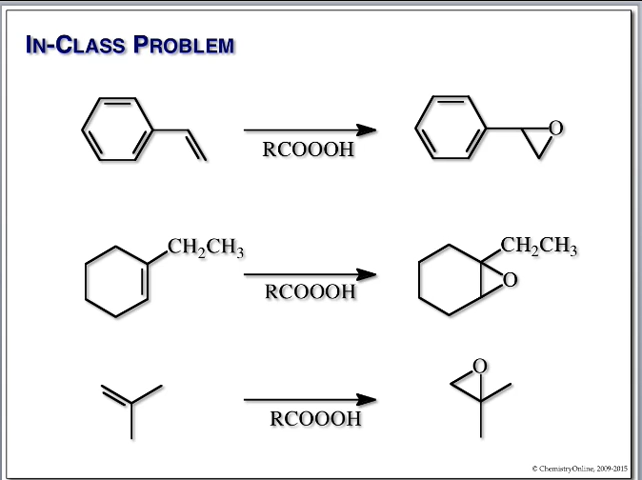 IN-CLASS PROBLEM
O
RCOOOH
CH₂CH₃
CH₂CH₃
O
RCOOOH
O
RCOOOH
© ChemistryOnline, 2009-2015